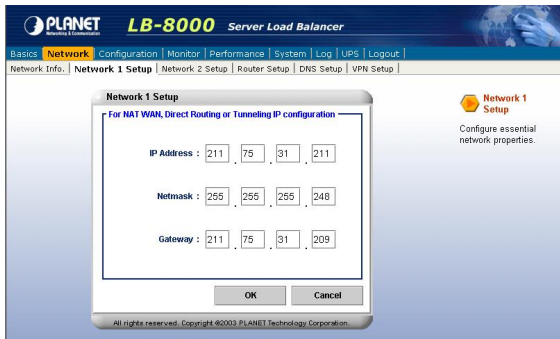 PLANET
Networking & Communication
LB-8000 Server Load Balancer
Basics | Network | Configuration | Monitor | Performance | System | Log | UPS | Logout |
Network Info. | Network 1 Setup | Network 2 Setup | Router Setup | DNS Setup | VPN Setup |
Network 1 Setup
For NAT WAN, Direct Routing or Tunneling IP configuration
IP Address : 211 . 75 . 31 . 211
Netmask : 255 . 255 . 255 . 248
Gateway : 211 . 75 . 31 . 209
OK Cancel
All rights reserved. Copyright @2003 PLANET Technology Corporation.
Network 1
Setup
Configure essential
network properties.